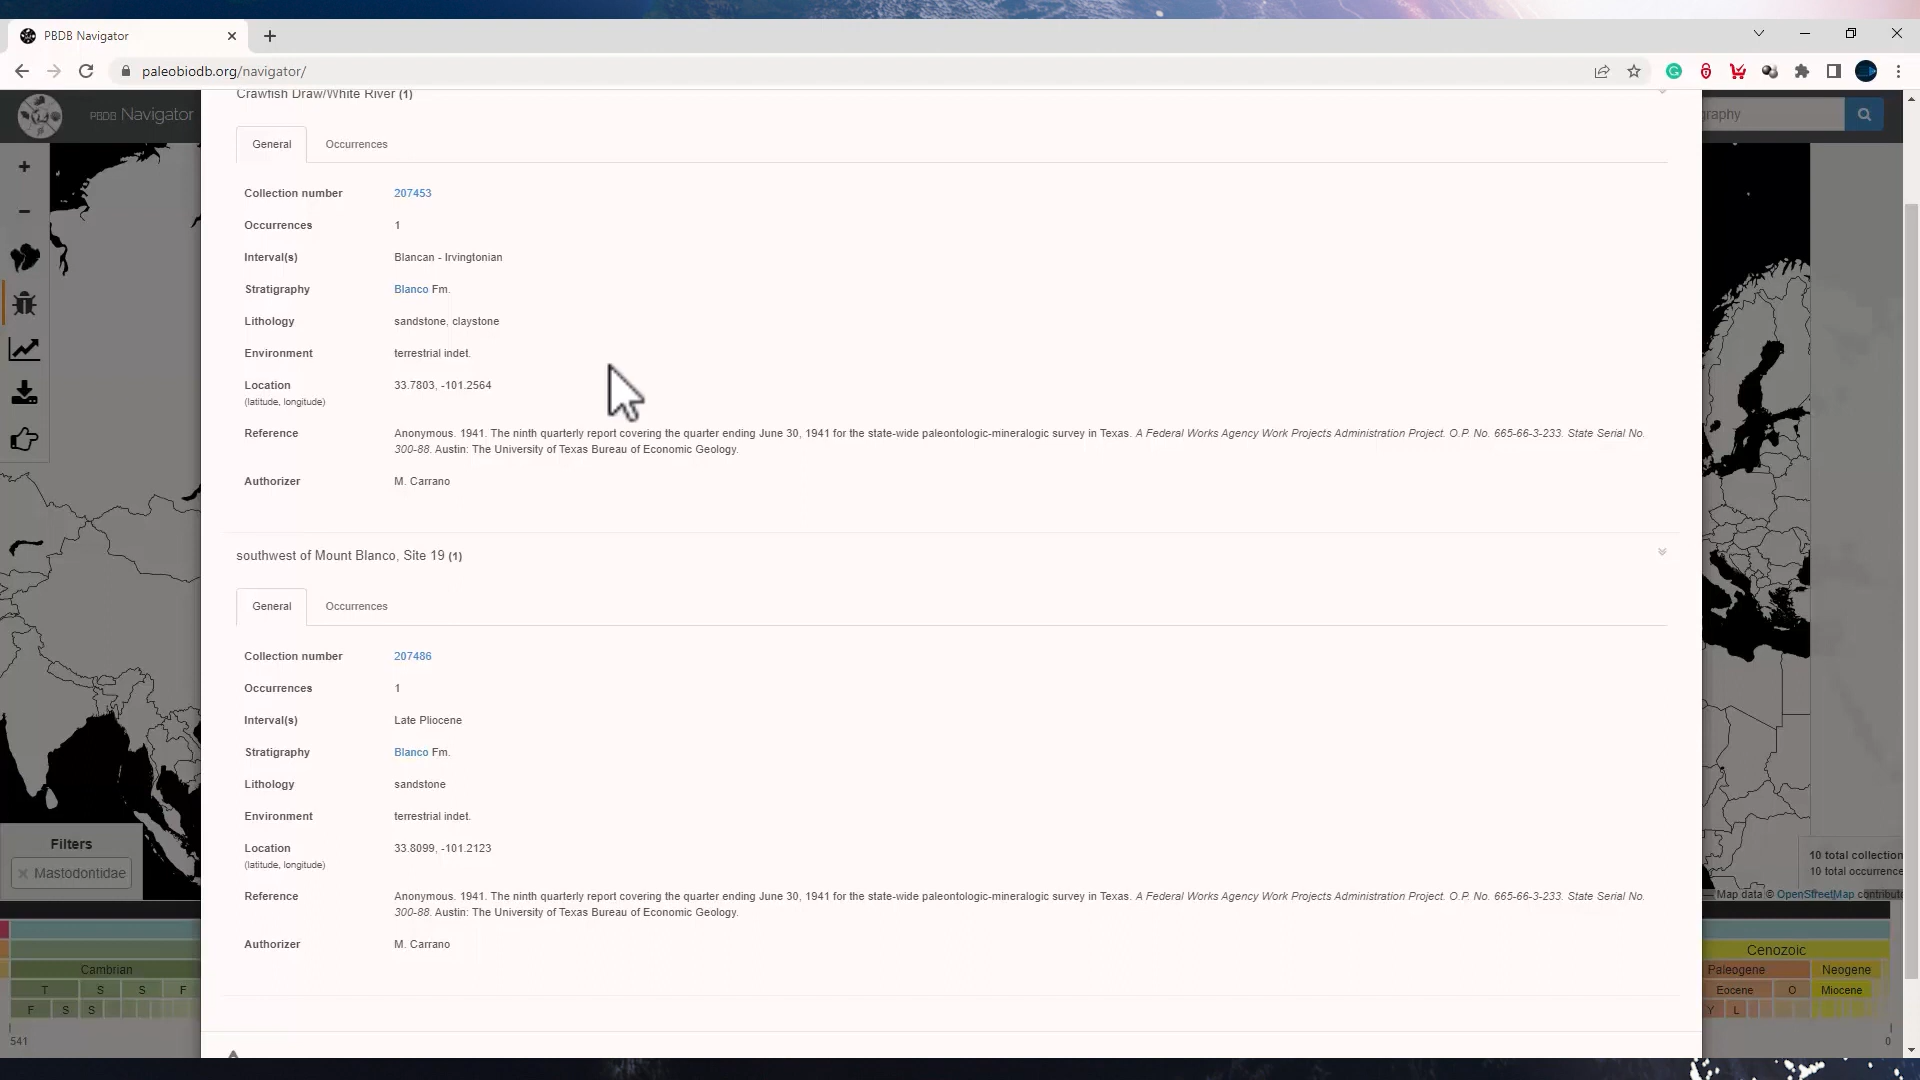 PBDB Navigator
paleobiodb.org/navigator/
PBDB Navigator
Crawfish Draw/White River (1)
General Occurrences
Collection number 207453
Occurrences 1
Interval(s) Blancan - Irvingtonian
Stratigraphy Blanco Fm.
Lithology sandstone, claystone
Environment terrestrial indet.
Location 33.7803, -101.2564
(latitude, longitude)
Reference Anonymous. 1941. The ninth quarterly report covering the quarter ending June 30, 1941 for the state-wide paleontologic-mineralogic survey in Texas. A Federal Works Agency Work Projects Administration Project. O.P. No. 665-66-3-233. State Serial No.
300-88. Austin: The University of Texas Bureau of Economic Geology.
Authorizer M. Carrano
southwest of Mount Blanco, Site 19 (1)
General Occurrences
Collection number 207486
Occurrences 1
Interval(s) Late Pliocene
Stratigraphy Blanco Fm.
Lithology sandstone
Environment terrestrial indet.
Location 33.8099, -101.2123
(latitude, longitude)
Reference Anonymous. 1941. The ninth quarterly report covering the quarter ending June 30, 1941 for the state-wide paleontologic-mineralogic survey in Texas. A Federal Works Agency Work Projects Administration Project. O.P. No. 665-66-3-233. State Serial No.
300-88. Austin: The University of Texas Bureau of Economic Geology.
Authorizer M. Carrano
Filters
× Mastodontidae
10 total collection
10 total occurrence
Map data © OpenStreetMap contribut
Cambrian
T S S F
F S S
541
Cenozoic
Paleogene Neogene
Eocene O Miocene
Y L
0